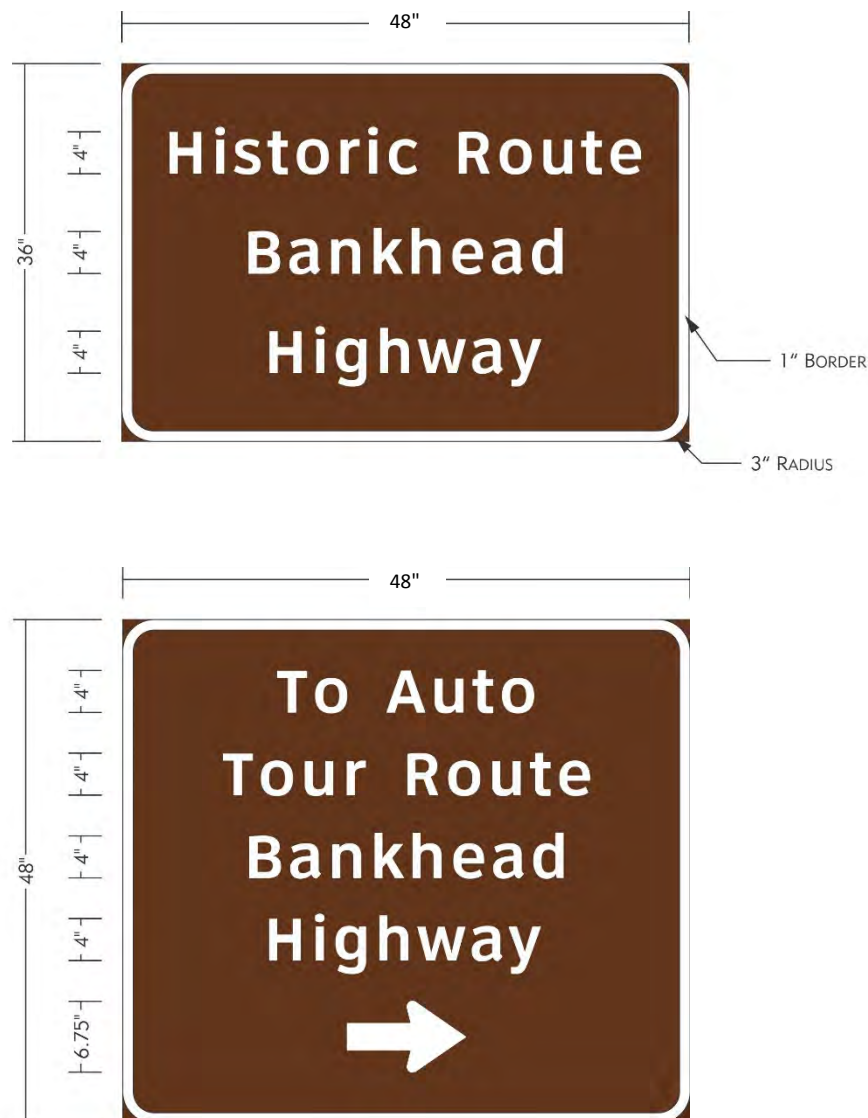 48"
36"
4"
4"
4"
Historic Route
Bankhead
Highway
1" BORDER
3" RADIUS
48"
48"
4"
4"
4"
4"
6.75"
To Auto
Tour Route
Bankhead
Highway